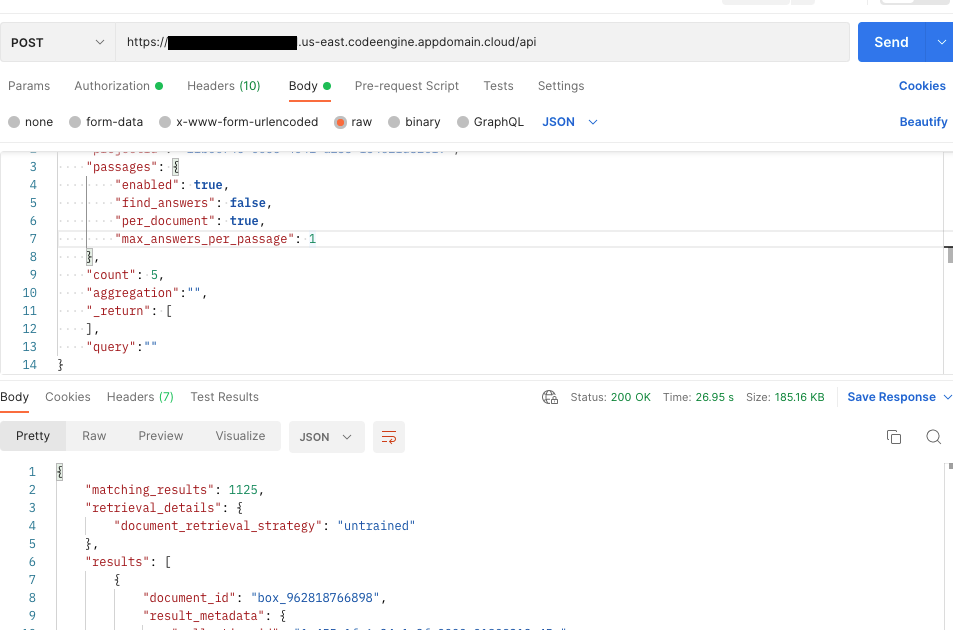 POST
https:// .us-east.codeengine.appdomain.cloud/api
Send
Params Authorization Headers (10) Body Pre-request Script Tests Settings Cookies
none form-data x-www-form-urlencoded raw binary GraphQL JSON Beautify
3 "passages": {
4 "enabled": true,
5 "find_answers": false,
6 "per_document": true,
7 "max_answers_per_passage": 1
8 },
9 "count": 5,
10 "aggregation":"",
11 "_return": [
12 ],
13 "query":""
14 }
Body Cookies Headers (7) Test Results Status: 200 OK Time: 26.95 s Size: 185.16 KB Save Response
Pretty Raw Preview Visualize JSON
1 {
2 "matching_results": 1125,
3 "retrieval_details": {
4 "document_retrieval_strategy": "untrained"
5 },
6 "results": [
7 {
8 "document_id": "box_962818766898",
9 "result_metadata": {